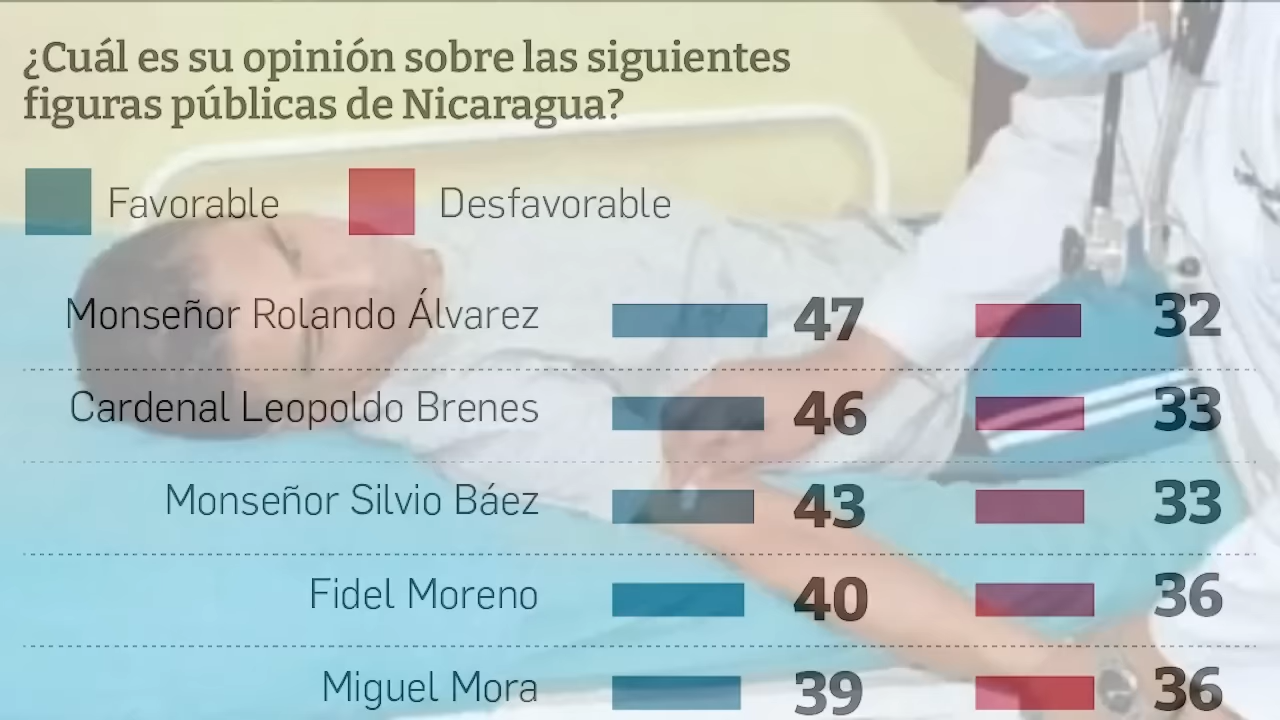 ¿Cuál es su opinión sobre las siguientes
figuras públicas de Nicaragua?
Favorable Desfavorable
Monseñor Rolando Álvarez 47 32
Cardenal Leopoldo Brenes 46 33
Monseñor Silvio Báez 43 33
Fidel Moreno 40 36
Miguel Mora 39 36